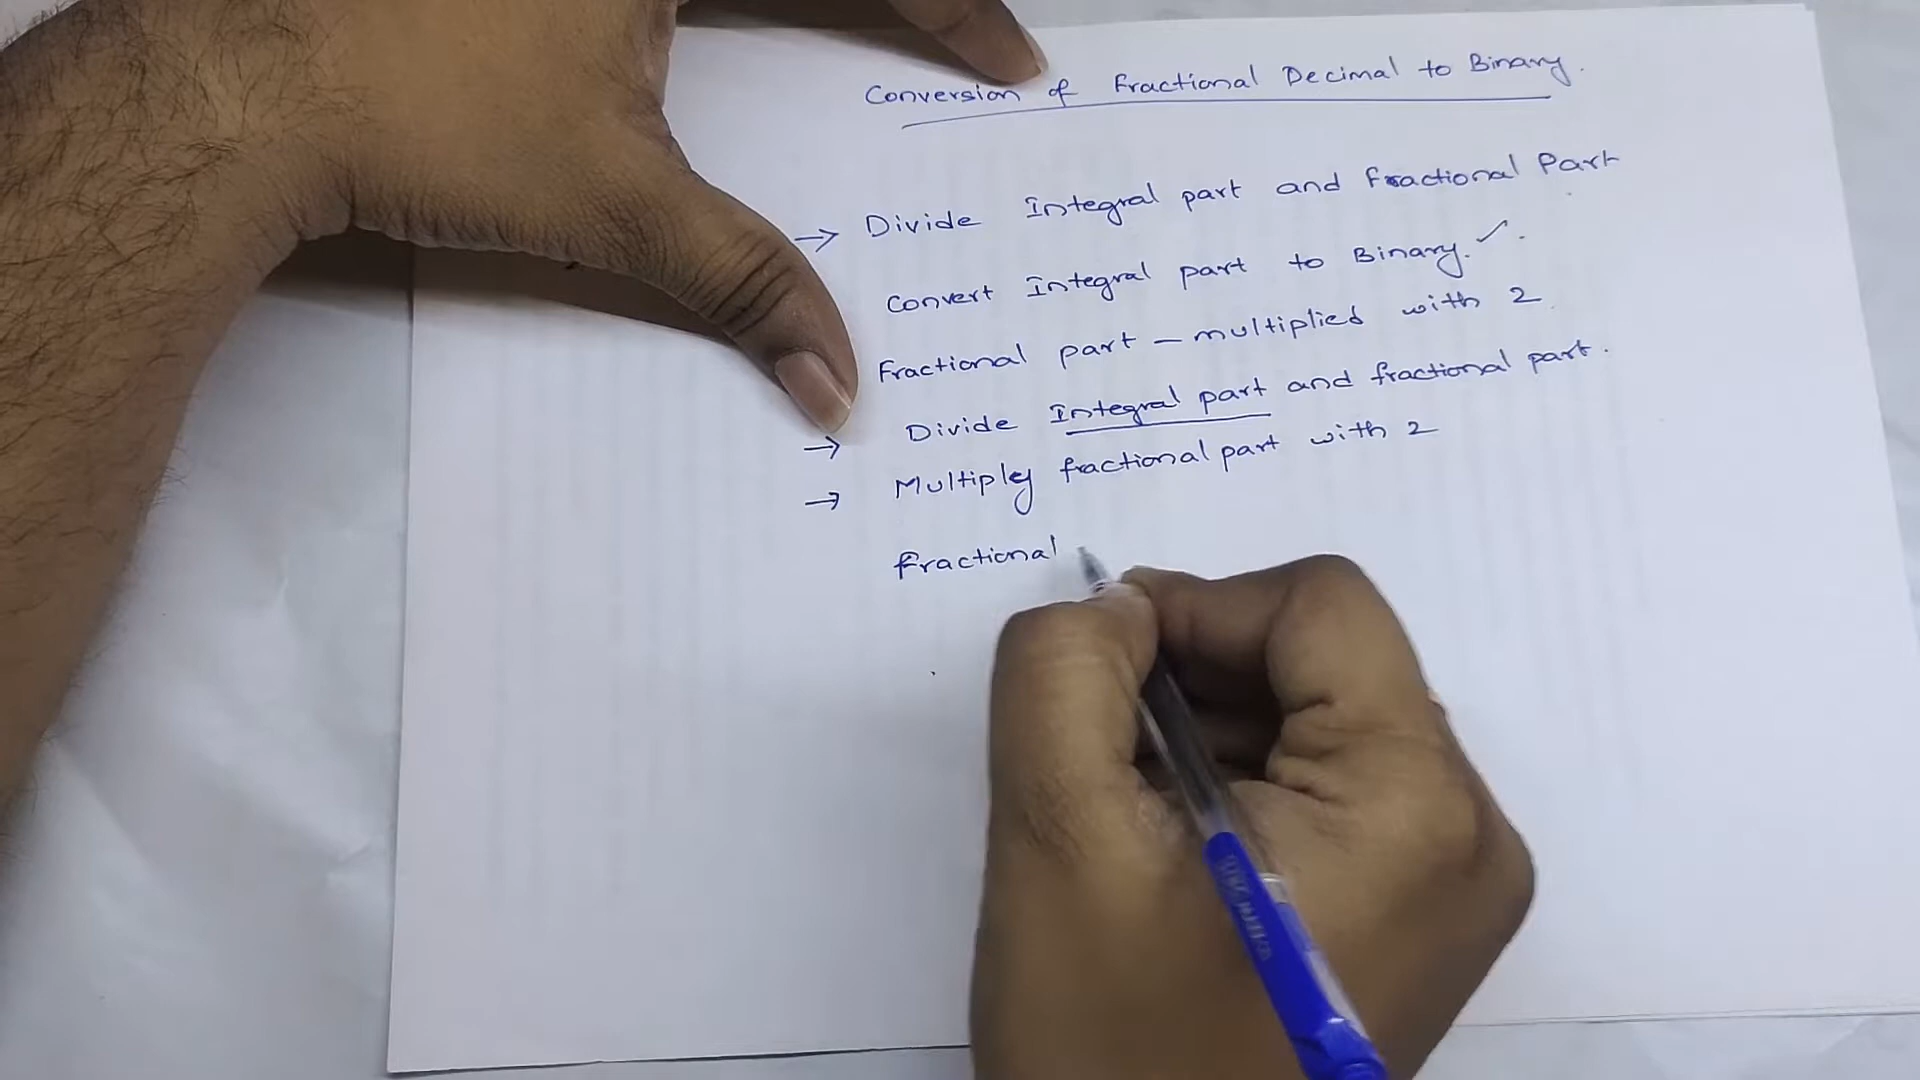 Conversion of Fractional Decimal to Binary.
→ Divide Integral part and Fractional Part
Convert Integral part to Binary. ✓.
Fractional part – multiplied with 2
→ Divide Integral part and fractional part.
→ Multiply fractional part with 2
Fractional